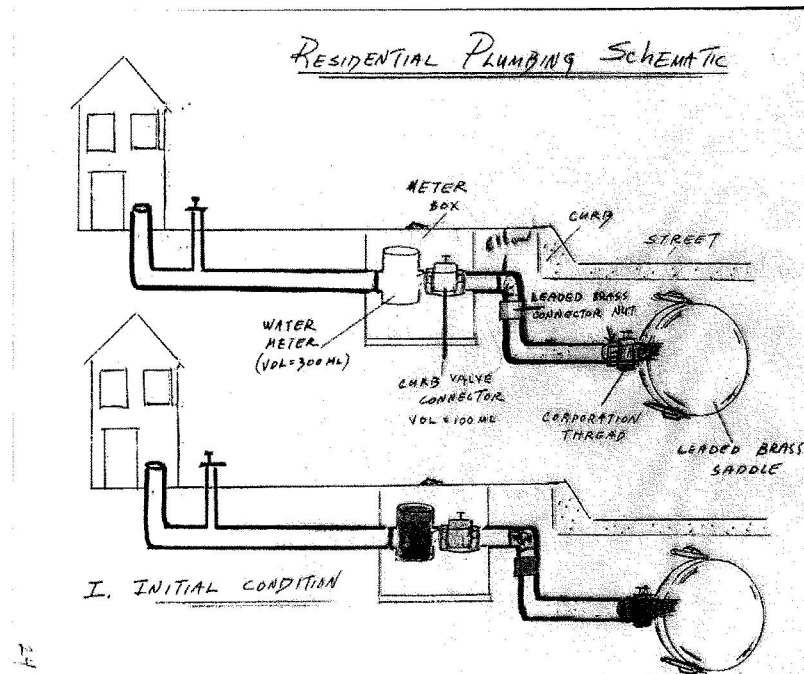 RESIDENTIAL PLUMBING SCHEMATIC
METER
BOX
CURB
STREET
Elbow
LEADED BRASS
CONNECTOR NUT
WATER
METER
(VOL=300 ML)
CURB VALVE
CONNECTOR
VOL = 100 ML
CORPORATION
THREAD
LEADED BRASS
SADDLE
I. INITIAL CONDITION
24